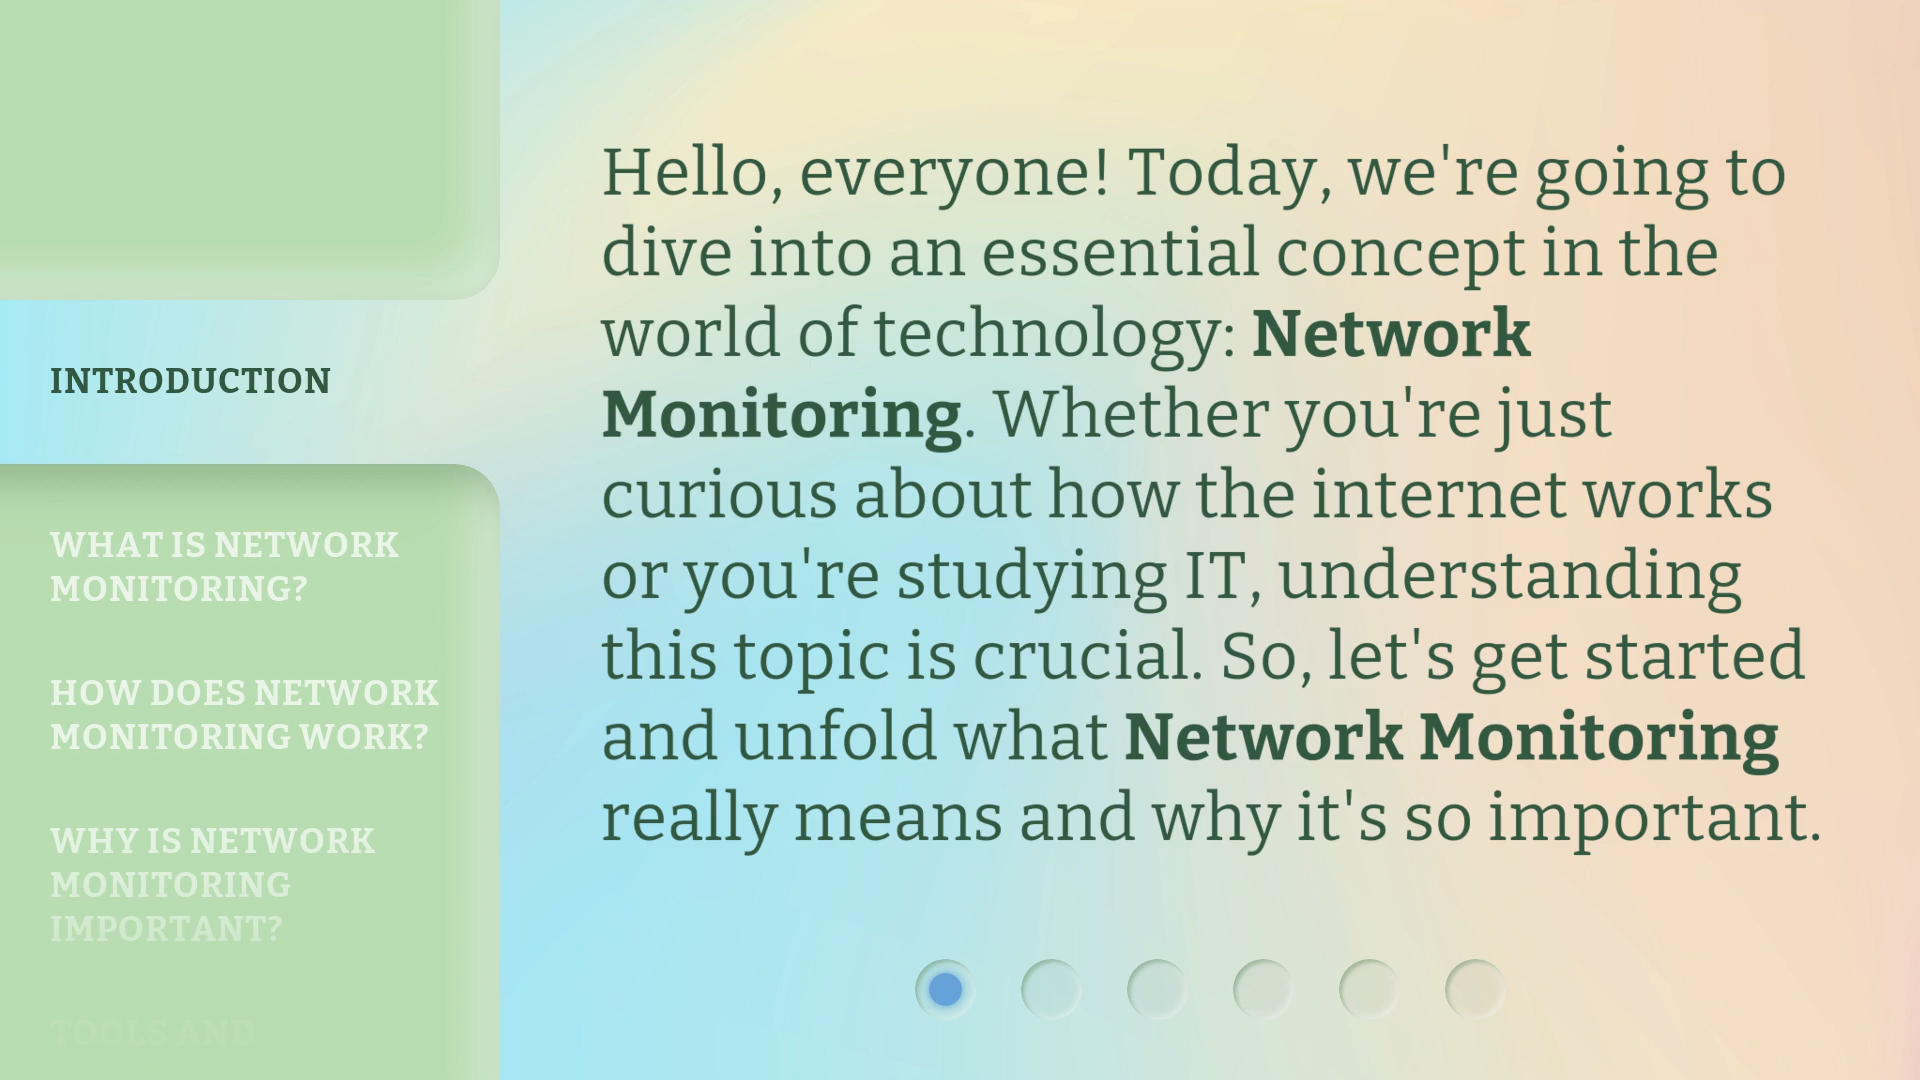 INTRODUCTION
WHAT IS NETWORK
MONITORING?
HOW DOES NETWORK
MONITORING WORK?
WHY IS NETWORK
MONITORING
IMPORTANT?
TOOLS AND
Hello, everyone! Today, we're going to
dive into an essential concept in the
world of technology: Network
Monitoring. Whether you're just
curious about how the internet works
or you're studying IT, understanding
this topic is crucial. So, let's get started
and unfold what Network Monitoring
really means and why it's so important.